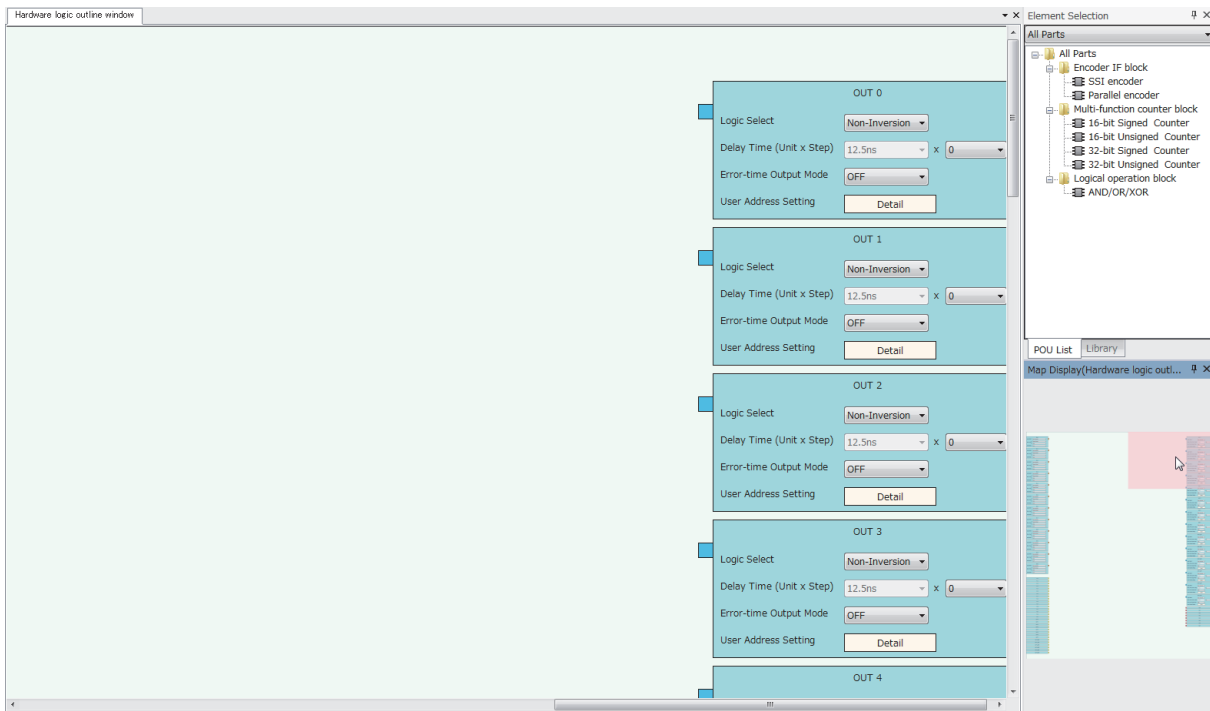 Hardware logic outline window
OUT 0
Logic Select
Non-Inversion
Delay Time (Unit x Step)
12.5ns
x
0
Error-time Output Mode
OFF
User Address Setting
Detail
OUT 1
Logic Select
Non-Inversion
Delay Time (Unit x Step)
12.5ns
x
0
Error-time Output Mode
OFF
User Address Setting
Detail
OUT 2
Logic Select
Non-Inversion
Delay Time (Unit x Step)
12.5ns
x
0
Error-time Output Mode
OFF
User Address Setting
Detail
OUT 3
Logic Select
Non-Inversion
Delay Time (Unit x Step)
12.5ns
x
0
Error-time Output Mode
OFF
User Address Setting
Detail
OUT 4
Element Selection
All Parts
All Parts
Encoder IF block
SSI encoder
Parallel encoder
Multi-function counter block
16-bit Signed Counter
16-bit Unsigned Counter
32-bit Signed Counter
32-bit Unsigned Counter
Logical operation block
AND/OR/XOR
POU List
Library
Map Display(Hardware logic outl...